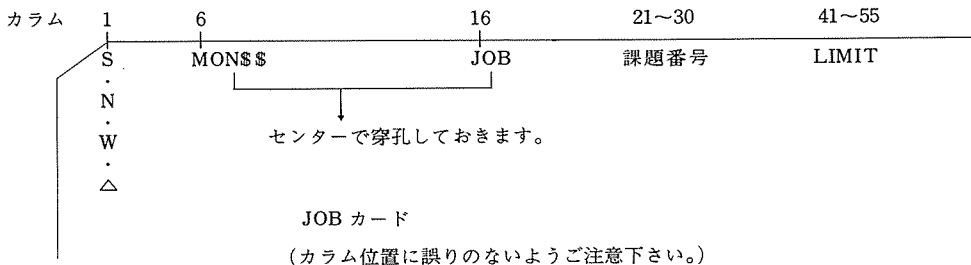 カラム 1 6 16 21〜30 41〜55
S MON$$ JOB 課題番号 LIMIT
・
N
・
W
・
△
センターで穿孔しておきます。
JOB カード
(カラム位置に誤りのないようご注意下さい。)